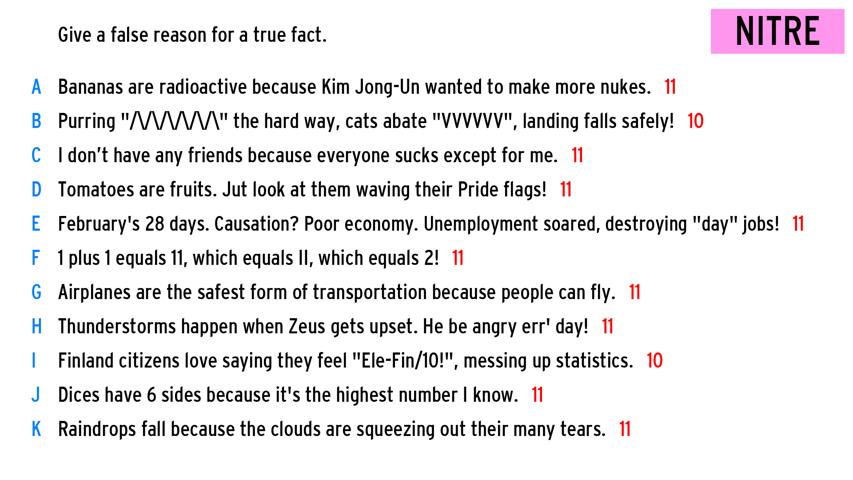 Give a false reason for a true fact.
NITRE
A Bananas are radioactive because Kim Jong-Un wanted to make more nukes. 11
B Purring "/\/\/\/\/\/\/\" the hard way, cats abate "VVVVVV", landing falls safely! 10
C I don't have any friends because everyone sucks except for me. 11
D Tomatoes are fruits. Jut look at them waving their Pride flags! 11
E February's 28 days. Causation? Poor economy. Unemployment soared, destroying "day" jobs! 11
F 1 plus 1 equals 11, which equals II, which equals 2! 11
G Airplanes are the safest form of transportation because people can fly. 11
H Thunderstorms happen when Zeus gets upset. He be angry err' day! 11
I Finland citizens love saying they feel "Ele-Fin/10!", messing up statistics. 10
J Dices have 6 sides because it's the highest number I know. 11
K Raindrops fall because the clouds are squeezing out their many tears. 11